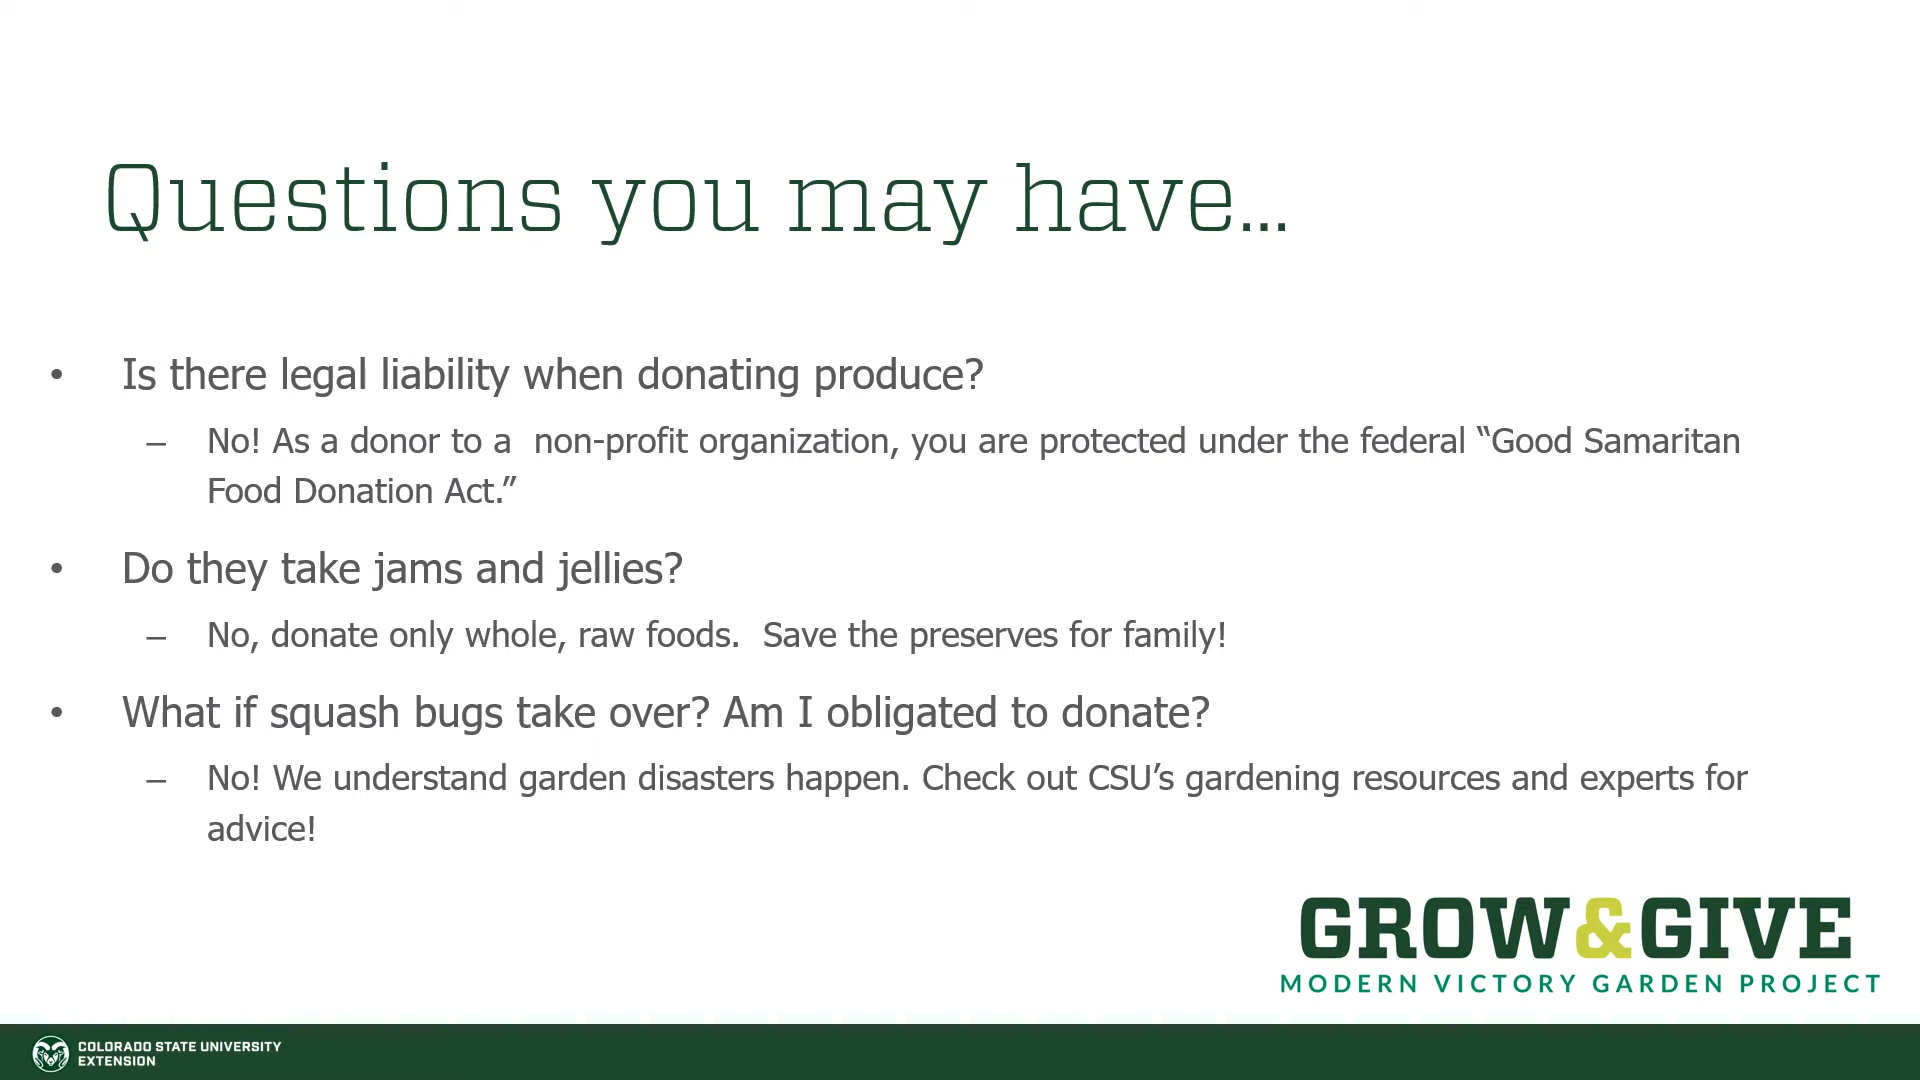 Questions you may have...
• Is there legal liability when donating produce?
– No! As a donor to a  non-profit organization, you are protected under the federal “Good Samaritan
Food Donation Act.”
• Do they take jams and jellies?
– No, donate only whole, raw foods.  Save the preserves for family!
• What if squash bugs take over? Am I obligated to donate?
– No! We understand garden disasters happen. Check out CSU’s gardening resources and experts for
advice!
GROW&GIVE
MODERN VICTORY GARDEN PROJECT
COLORADO STATE UNIVERSITY
EXTENSION